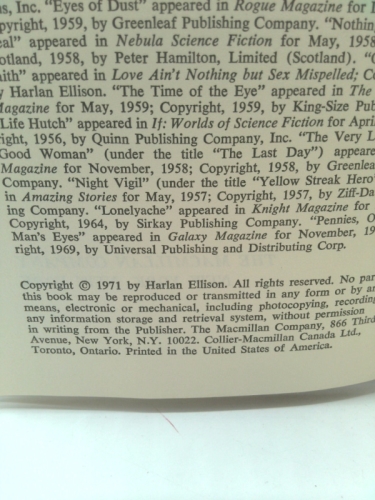 us, Inc. "Eyes of Dust" appeared in Rogue Magazine for
pyright, 1959, by Greenleaf Publishing Company. "Nothing
eal" appeared in Nebula Science Fiction for May, 1958
cotland, 1958, by Peter Hamilton, Limited (Scotland). "
aith" appeared in Love Ain't Nothing but Sex Mispelled; Co
y Harlan Ellison. "The Time of the Eye" appeared in The
Magazine for May, 1959; Copyright, 1959, by King-Size Pub
"Life Hutch" appeared in If: Worlds of Science Fiction for April
right, 1956, by Quinn Publishing Company, Inc. "The Very L
Good Woman" (under the title "The Last Day") appeare
Magazine for November, 1958; Copyright, 1958, by Greenleaf
Company. "Night Vigil" (under the title "Yellow Streak Hero
in Amazing Stories for May, 1957; Copyright, 1957, by Ziff-Da
ing Company. "Lonelyache" appeared in Knight Magazine for
Copyright, 1964, by Sirkay Publishing Company. "Pennies, O
Man's Eyes" appeared in Galaxy Magazine for November, 19
right, 1969, by Universal Publishing and Distributing Corp.
Copyright © 1971 by Harlan Ellison. All rights reserved. No part
this book may be reproduced or transmitted in any form or by an
means, electronic or mechanical, including photocopying, recording
any information storage and retrieval system, without permission
in writing from the Publisher. The Macmillan Company, 866 Third
Avenue, New York, N.Y. 10022. Collier-Macmillan Canada Ltd.,
Toronto, Ontario. Printed in the United States of America.